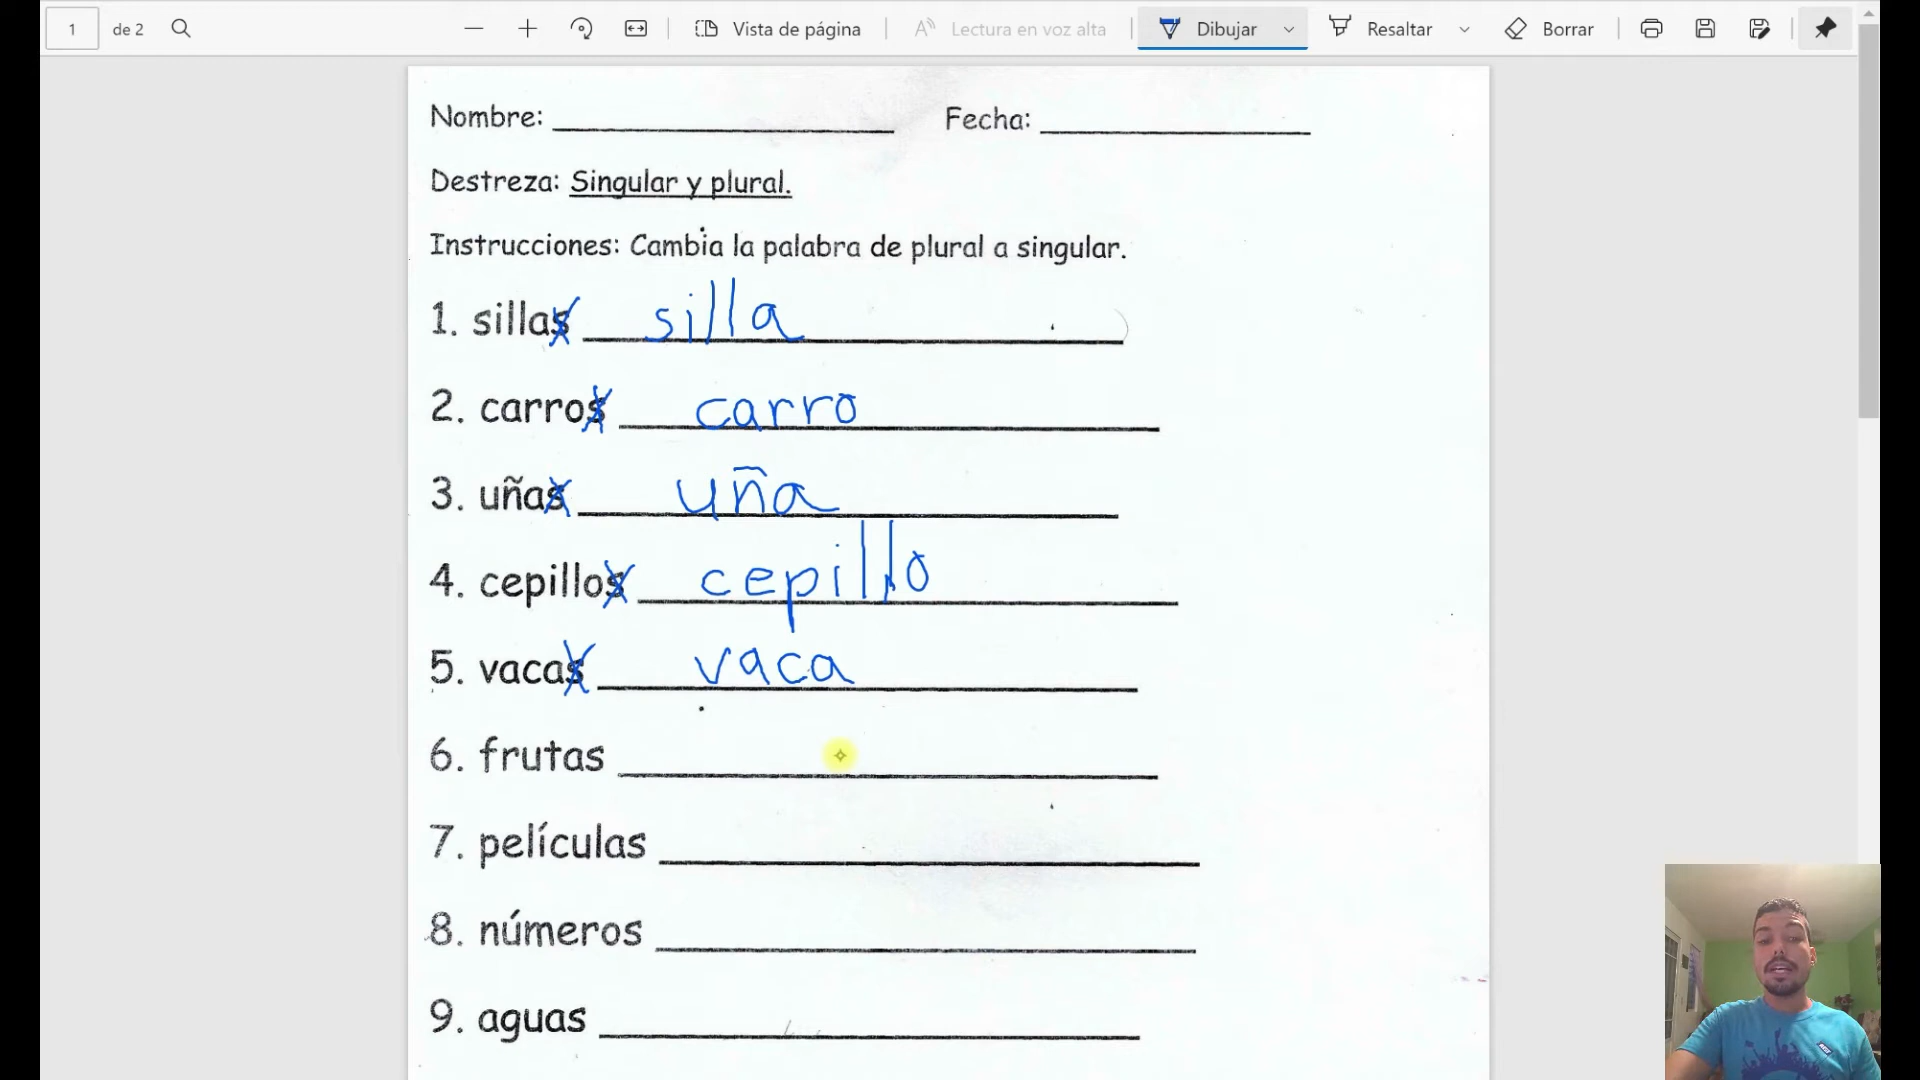 1 de 2 Vista de página Lectura en voz alta Dibujar Resaltar Borrar
Nombre: Fecha:
Destreza: Singular y plural.
Instrucciones: Cambia la palabra de plural a singular.
1. sillas silla
2. carros carro
3. uñas uña
4. cepillos cepillo
5. vacas vaca
6. frutas
7. películas
8. números
9. aguas